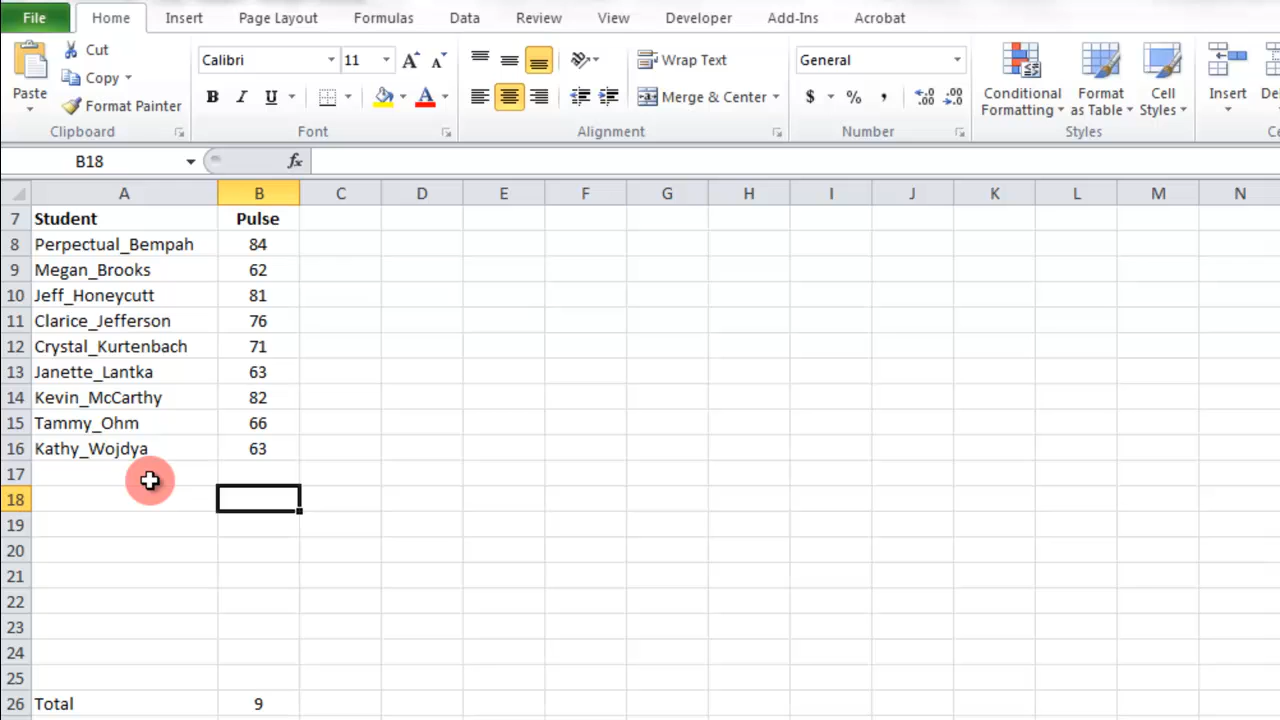 File Home Insert Page Layout Formulas Data Review View Developer Add-Ins Acrobat
Paste Cut Copy Format Painter Clipboard
Calibri 11 A A B I U A Font
Wrap Text Merge & Center Alignment
General $ % , .00 .0 .00 Number
Conditional Formatting Format as Table Cell Styles Styles
Insert
B18 fx
A B C D E F G H I J K L M N
7 Student Pulse
8 Perpectual_Bempah 84
9 Megan_Brooks 62
10 Jeff_Honeycutt 81
11 Clarice_Jefferson 76
12 Crystal_Kurtenbach 71
13 Janette_Lantka 63
14 Kevin_McCarthy 82
15 Tammy_Ohm 66
16 Kathy_Wojdya 63
17
18
19
20
21
22
23
24
25
26 Total 9